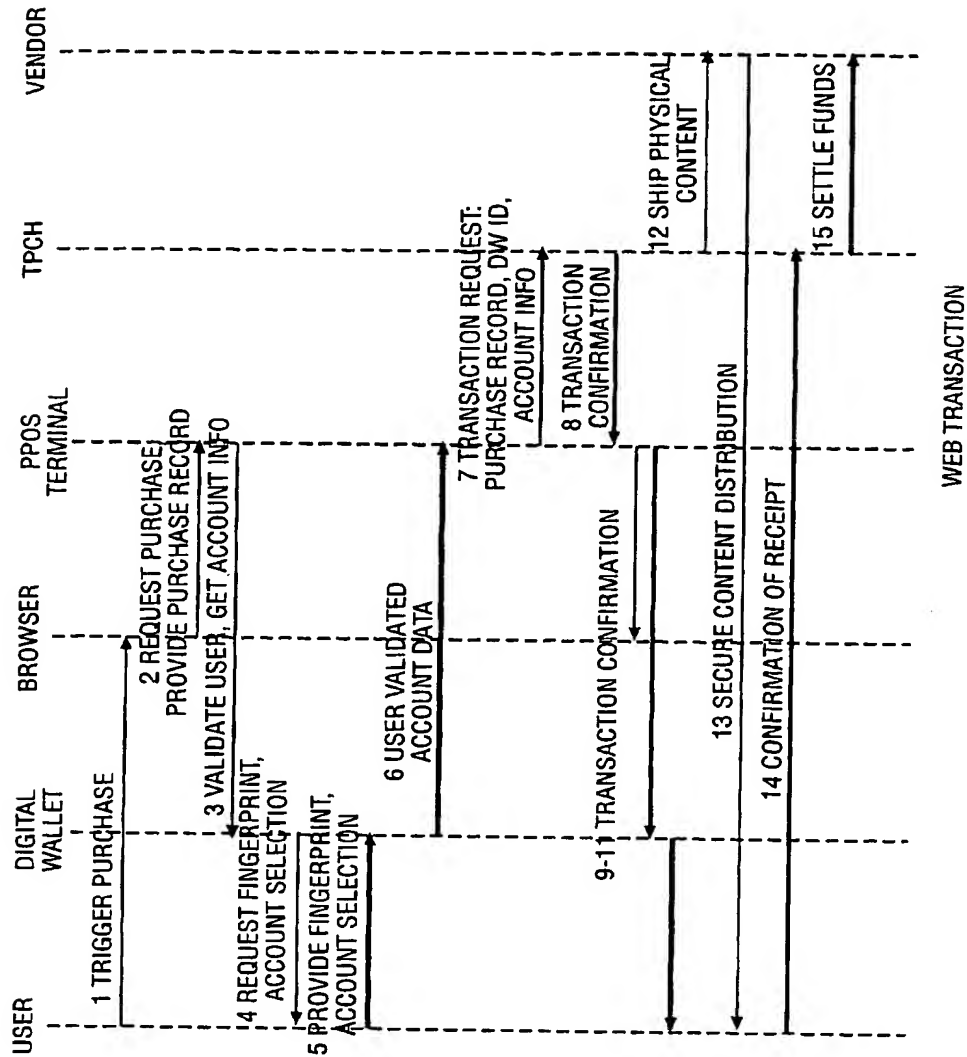 USER
DIGITAL
WALLET
BROWSER
PPOS
TERMINAL
TPCH
VENDOR
1 TRIGGER PURCHASE
2 REQUEST PURCHASE;
PROVIDE PURCHASE RECORD
3 VALIDATE USER, GET ACCOUNT INFO
4 REQUEST FINGERPRINT,
ACCOUNT SELECTION
5 PROVIDE FINGERPRINT,
ACCOUNT SELECTION
6 USER VALIDATED
ACCOUNT DATA
7 TRANSACTION REQUEST:
PURCHASE RECORD, DW ID,
ACCOUNT INFO
8 TRANSACTION
CONFIRMATION
9-11 TRANSACTION CONFIRMATION
12 SHIP PHYSICAL
CONTENT
13 SECURE CONTENT DISTRIBUTION
14 CONFIRMATION OF RECEIPT
15 SETTLE FUNDS
WEB TRANSACTION